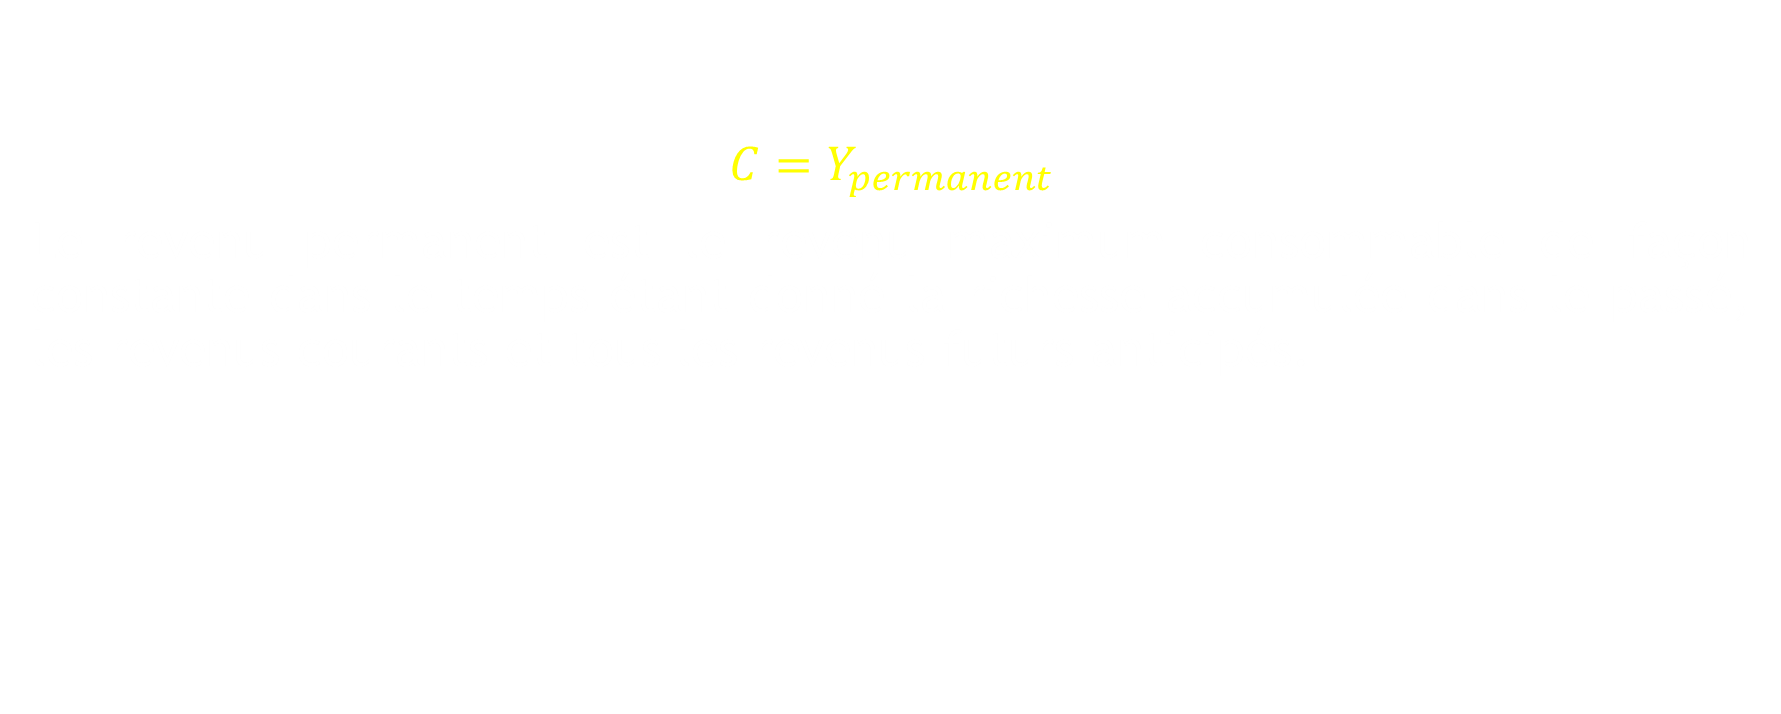 C = Y_permanent